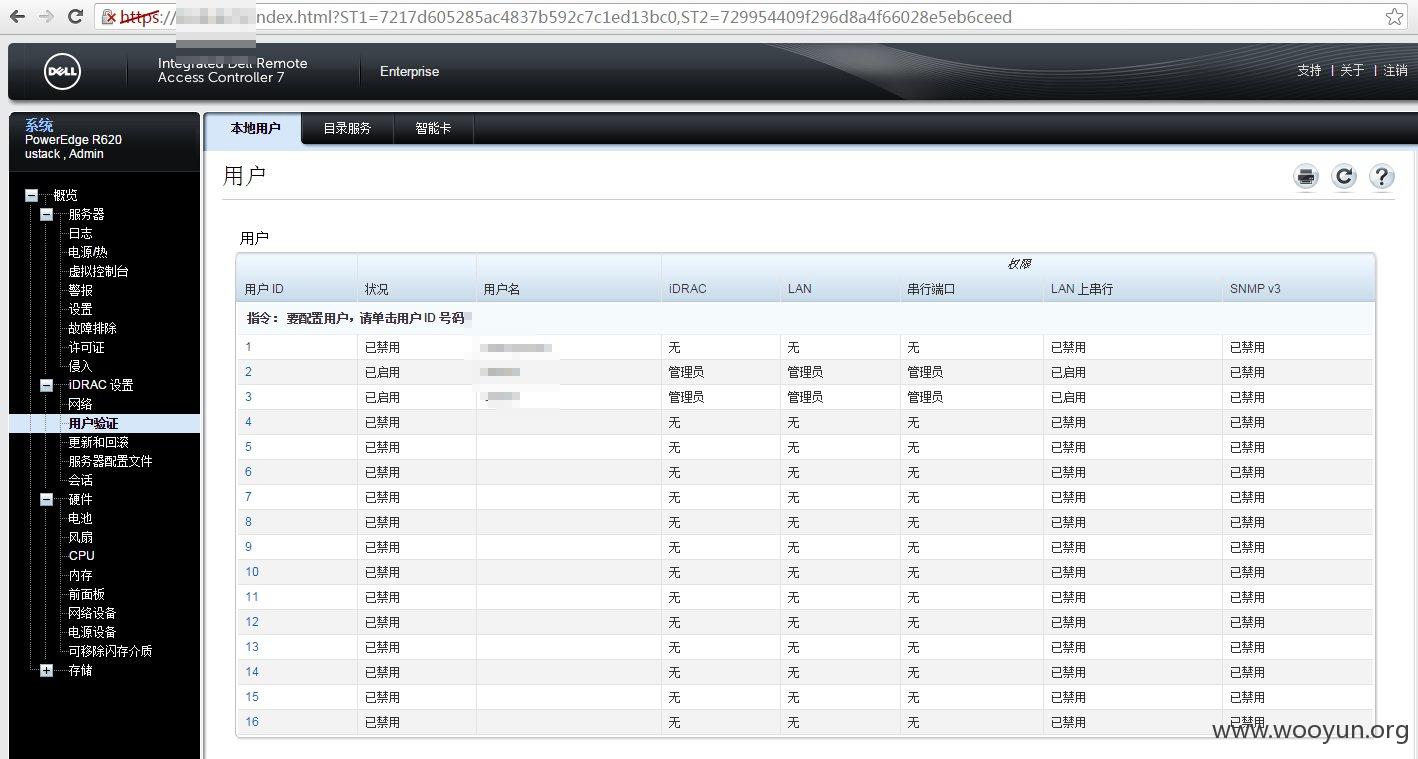 https://
ndex.html?ST1=7217d605285ac4837b592c7c1ed13bc0,ST2=729954409f296d8a4f66028e5eb6ceed
DELL
Integrated Dell Remote
Access Controller 7
Enterprise
支持 | 关于 | 注销
系统
PowerEdge R620
ustack , Admin
概览
服务器
日志
电源/热
虚拟控制台
警报
设置
故障排除
许可证
侵入
iDRAC 设置
网络
用户验证
更新和回滚
服务器配置文件
会话
硬件
电池
风扇
CPU
内存
前面板
网络设备
电源设备
可移除闪存介质
存储
本地用户 目录服务 智能卡
用户
用户
权限
用户 ID 状况 用户名 iDRAC LAN 串行端口 LAN 上串行 SNMP v3
指令： 要配置用户，请单击用户 ID 号码
1 已禁用 无 无 无 已禁用 已禁用
2 已启用 管理员 管理员 管理员 已启用 已禁用
3 已启用 管理员 管理员 管理员 已启用 已禁用
4 已禁用 无 无 无 已禁用 已禁用
5 已禁用 无 无 无 已禁用 已禁用
6 已禁用 无 无 无 已禁用 已禁用
7 已禁用 无 无 无 已禁用 已禁用
8 已禁用 无 无 无 已禁用 已禁用
9 已禁用 无 无 无 已禁用 已禁用
10 已禁用 无 无 无 已禁用 已禁用
11 已禁用 无 无 无 已禁用 已禁用
12 已禁用 无 无 无 已禁用 已禁用
13 已禁用 无 无 无 已禁用 已禁用
14 已禁用 无 无 无 已禁用 已禁用
15 已禁用 无 无 无 已禁用 已禁用
16 已禁用 无 无 无 已禁用 已禁用
www.wooyun.org